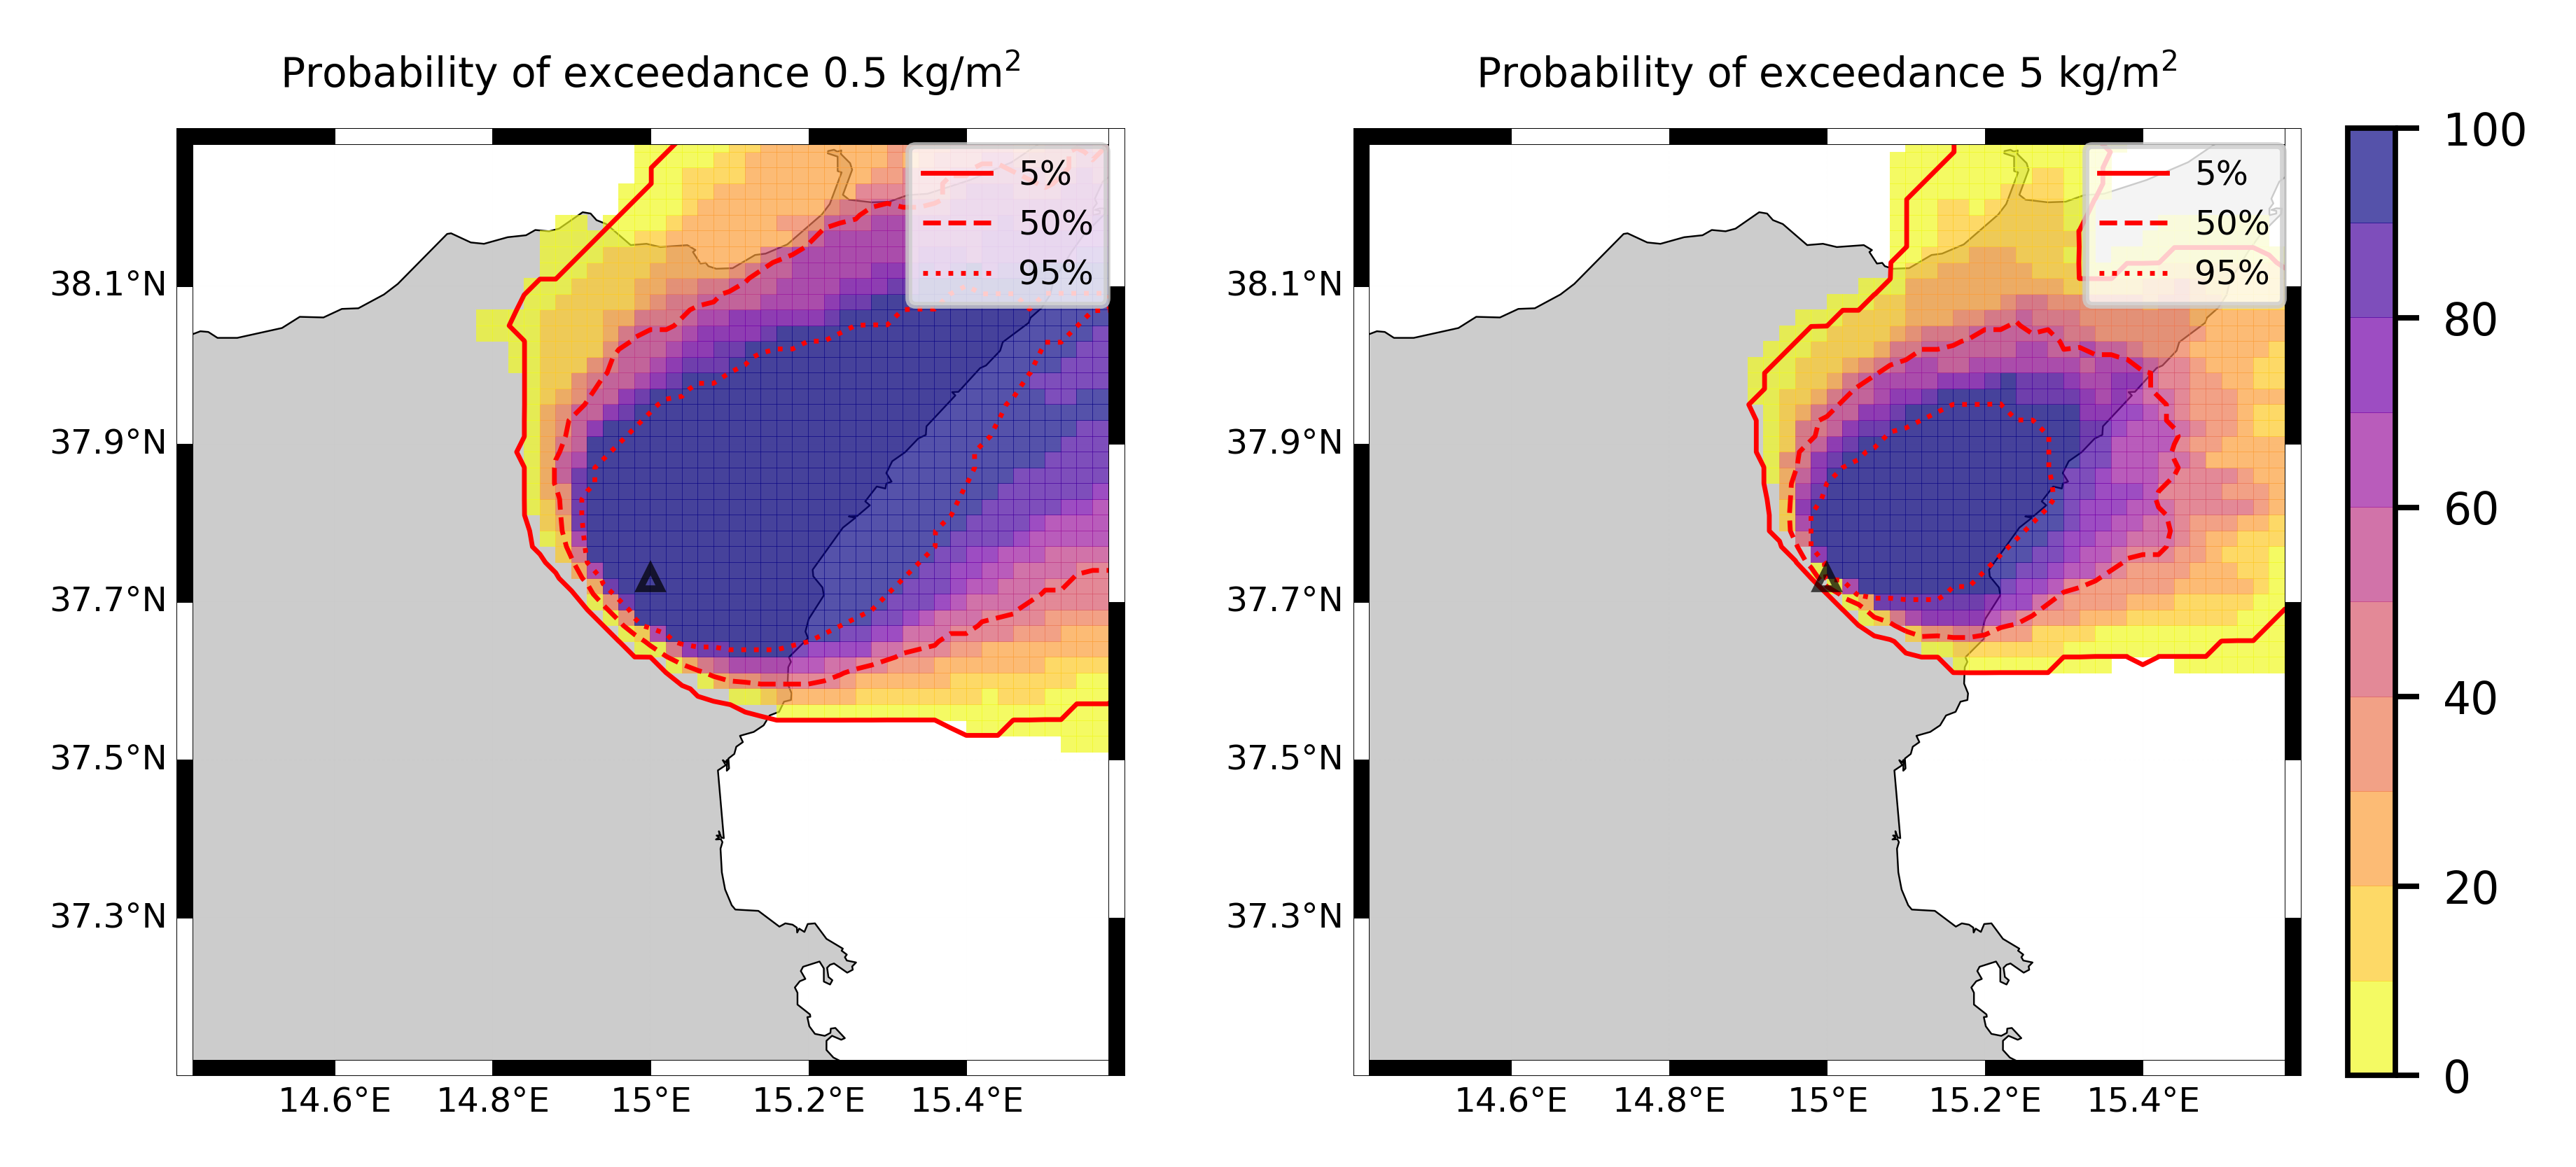 Probability of exceedance 0.5 kg/m²
5%
50%
95%
38.1°N
37.9°N
37.7°N
37.5°N
37.3°N
14.6°E 14.8°E 15°E 15.2°E 15.4°E
Probability of exceedance 5 kg/m²
5%
50%
95%
38.1°N
37.9°N
37.7°N
37.5°N
37.3°N
14.6°E 14.8°E 15°E 15.2°E 15.4°E
100
80
60
40
20
0